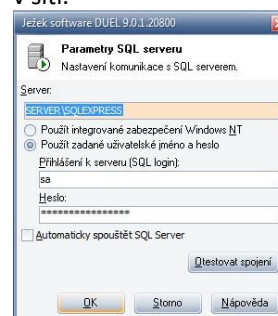 v síti.
Ježek software DUEL 9.0.1.20800
Parametry SQL serveru
Nastavení komunikace s SQL serverem.
Server:
SERVER\SQLEXPRESS
Použít integrované zabezpečení Windows NT
Použít zadané uživatelské jméno a heslo
Přihlášení k serveru (SQL login):
sa
Heslo:
****************
Automaticky spouštět SQL Server
Otestovat spojení
OK Storno Nápověda